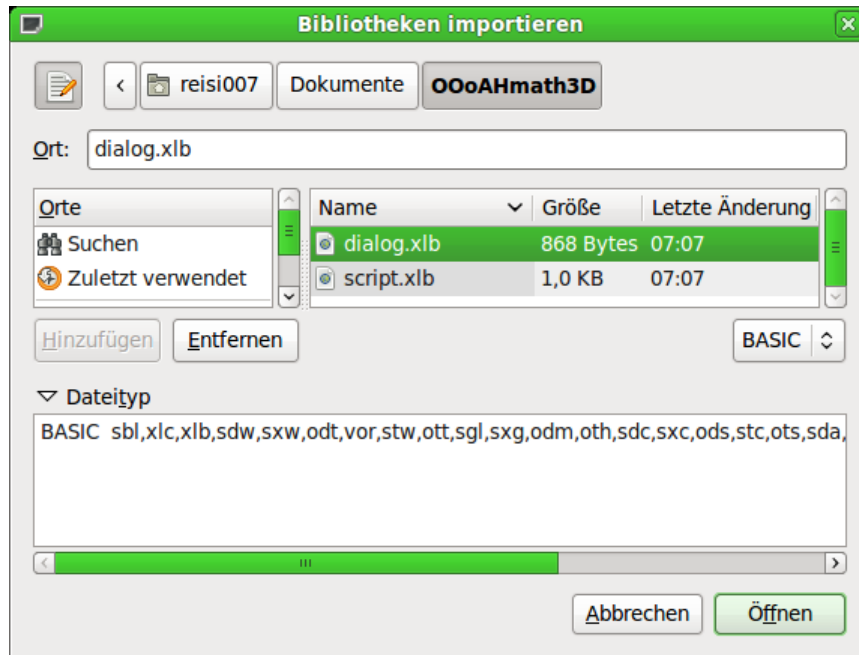 Bibliotheken importieren
reisi007 Dokumente OOoAHmath3D
Ort: dialog.xlb
Orte Name Größe Letzte Änderung
Suchen dialog.xlb 868 Bytes 07:07
Zuletzt verwendet script.xlb 1,0 KB 07:07
Hinzufügen Entfernen BASIC
Dateityp
BASIC sbl,xlc,xlb,sdw,sxw,odt,vor,stw,ott,sgl,sxg,odm,oth,sdc,sxc,ods,stc,ots,sda,
Abbrechen Öffnen